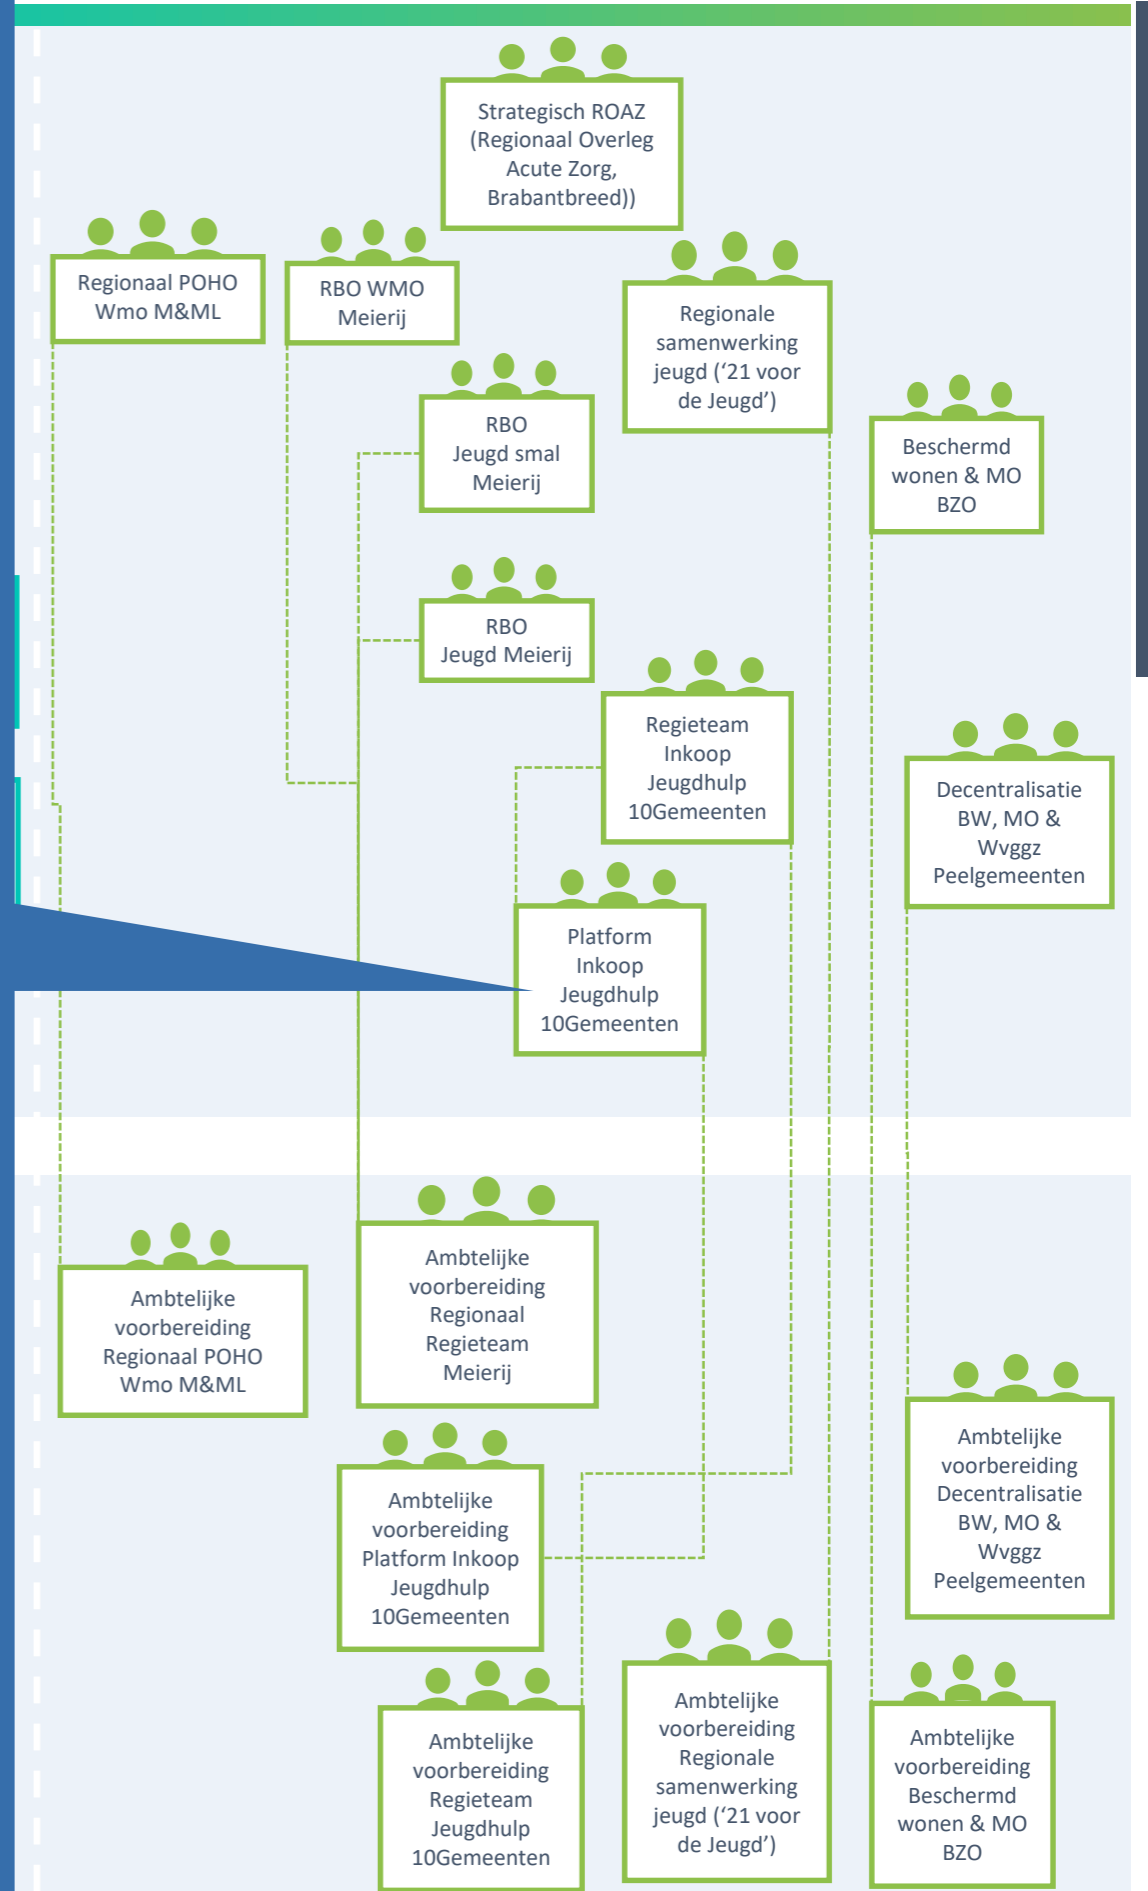 Strategisch ROAZ
(Regionaal Overleg
Acute Zorg,
Brabantbreed))
Regionaal POHO
Wmo M&ML
RBO WMO
Meierij
Regionale
samenwerking
jeugd (‘21 voor
de Jeugd’)
RBO
Jeugd smal
Meierij
Beschermd
wonen & MO
BZO
RBO
Jeugd Meierij
Regieteam
Inkoop
Jeugdhulp
10Gemeenten
Decentralisatie
BW, MO &
Wvggz
Peelgemeenten
Platform
Inkoop
Jeugdhulp
10Gemeenten
Ambtelijke
voorbereiding
Regionaal POHO
Wmo M&ML
Ambtelijke
voorbereiding
Regionaal
Regieteam
Meierij
Ambtelijke
voorbereiding
Decentralisatie
BW, MO &
Wvggz
Peelgemeenten
Ambtelijke
voorbereiding
Platform Inkoop
Jeugdhulp
10Gemeenten
Ambtelijke
voorbereiding
Regieteam
Jeugdhulp
10Gemeenten
Ambtelijke
voorbereiding
Regionale
samenwerking
jeugd (‘21 voor
de Jeugd’)
Ambtelijke
voorbereiding
Beschermd
wonen & MO
BZO